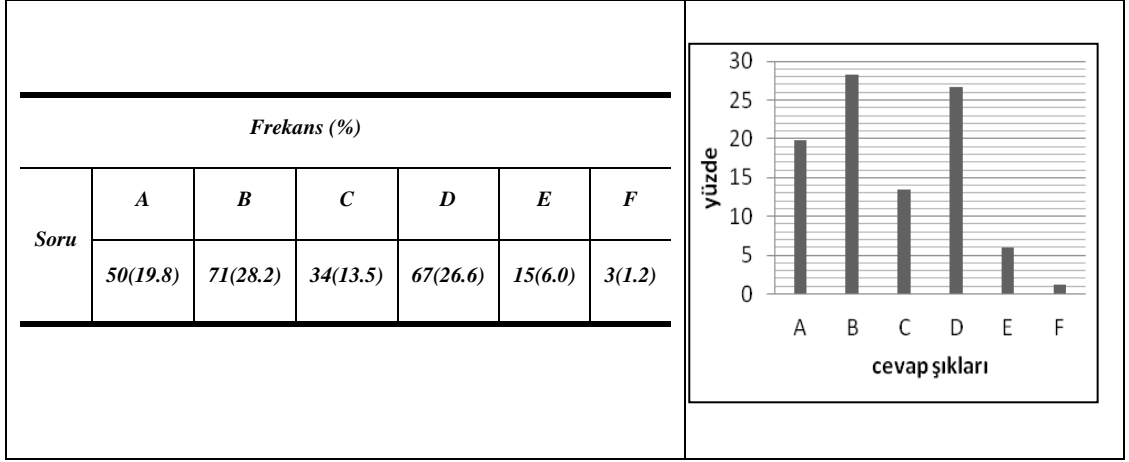 Frekans (%)
Soru
A B C D E F
50(19.8) 71(28.2) 34(13.5) 67(26.6) 15(6.0) 3(1.2)
yüzde
30
25
20
15
10
5
0
A B C D E F
cevap şıkları